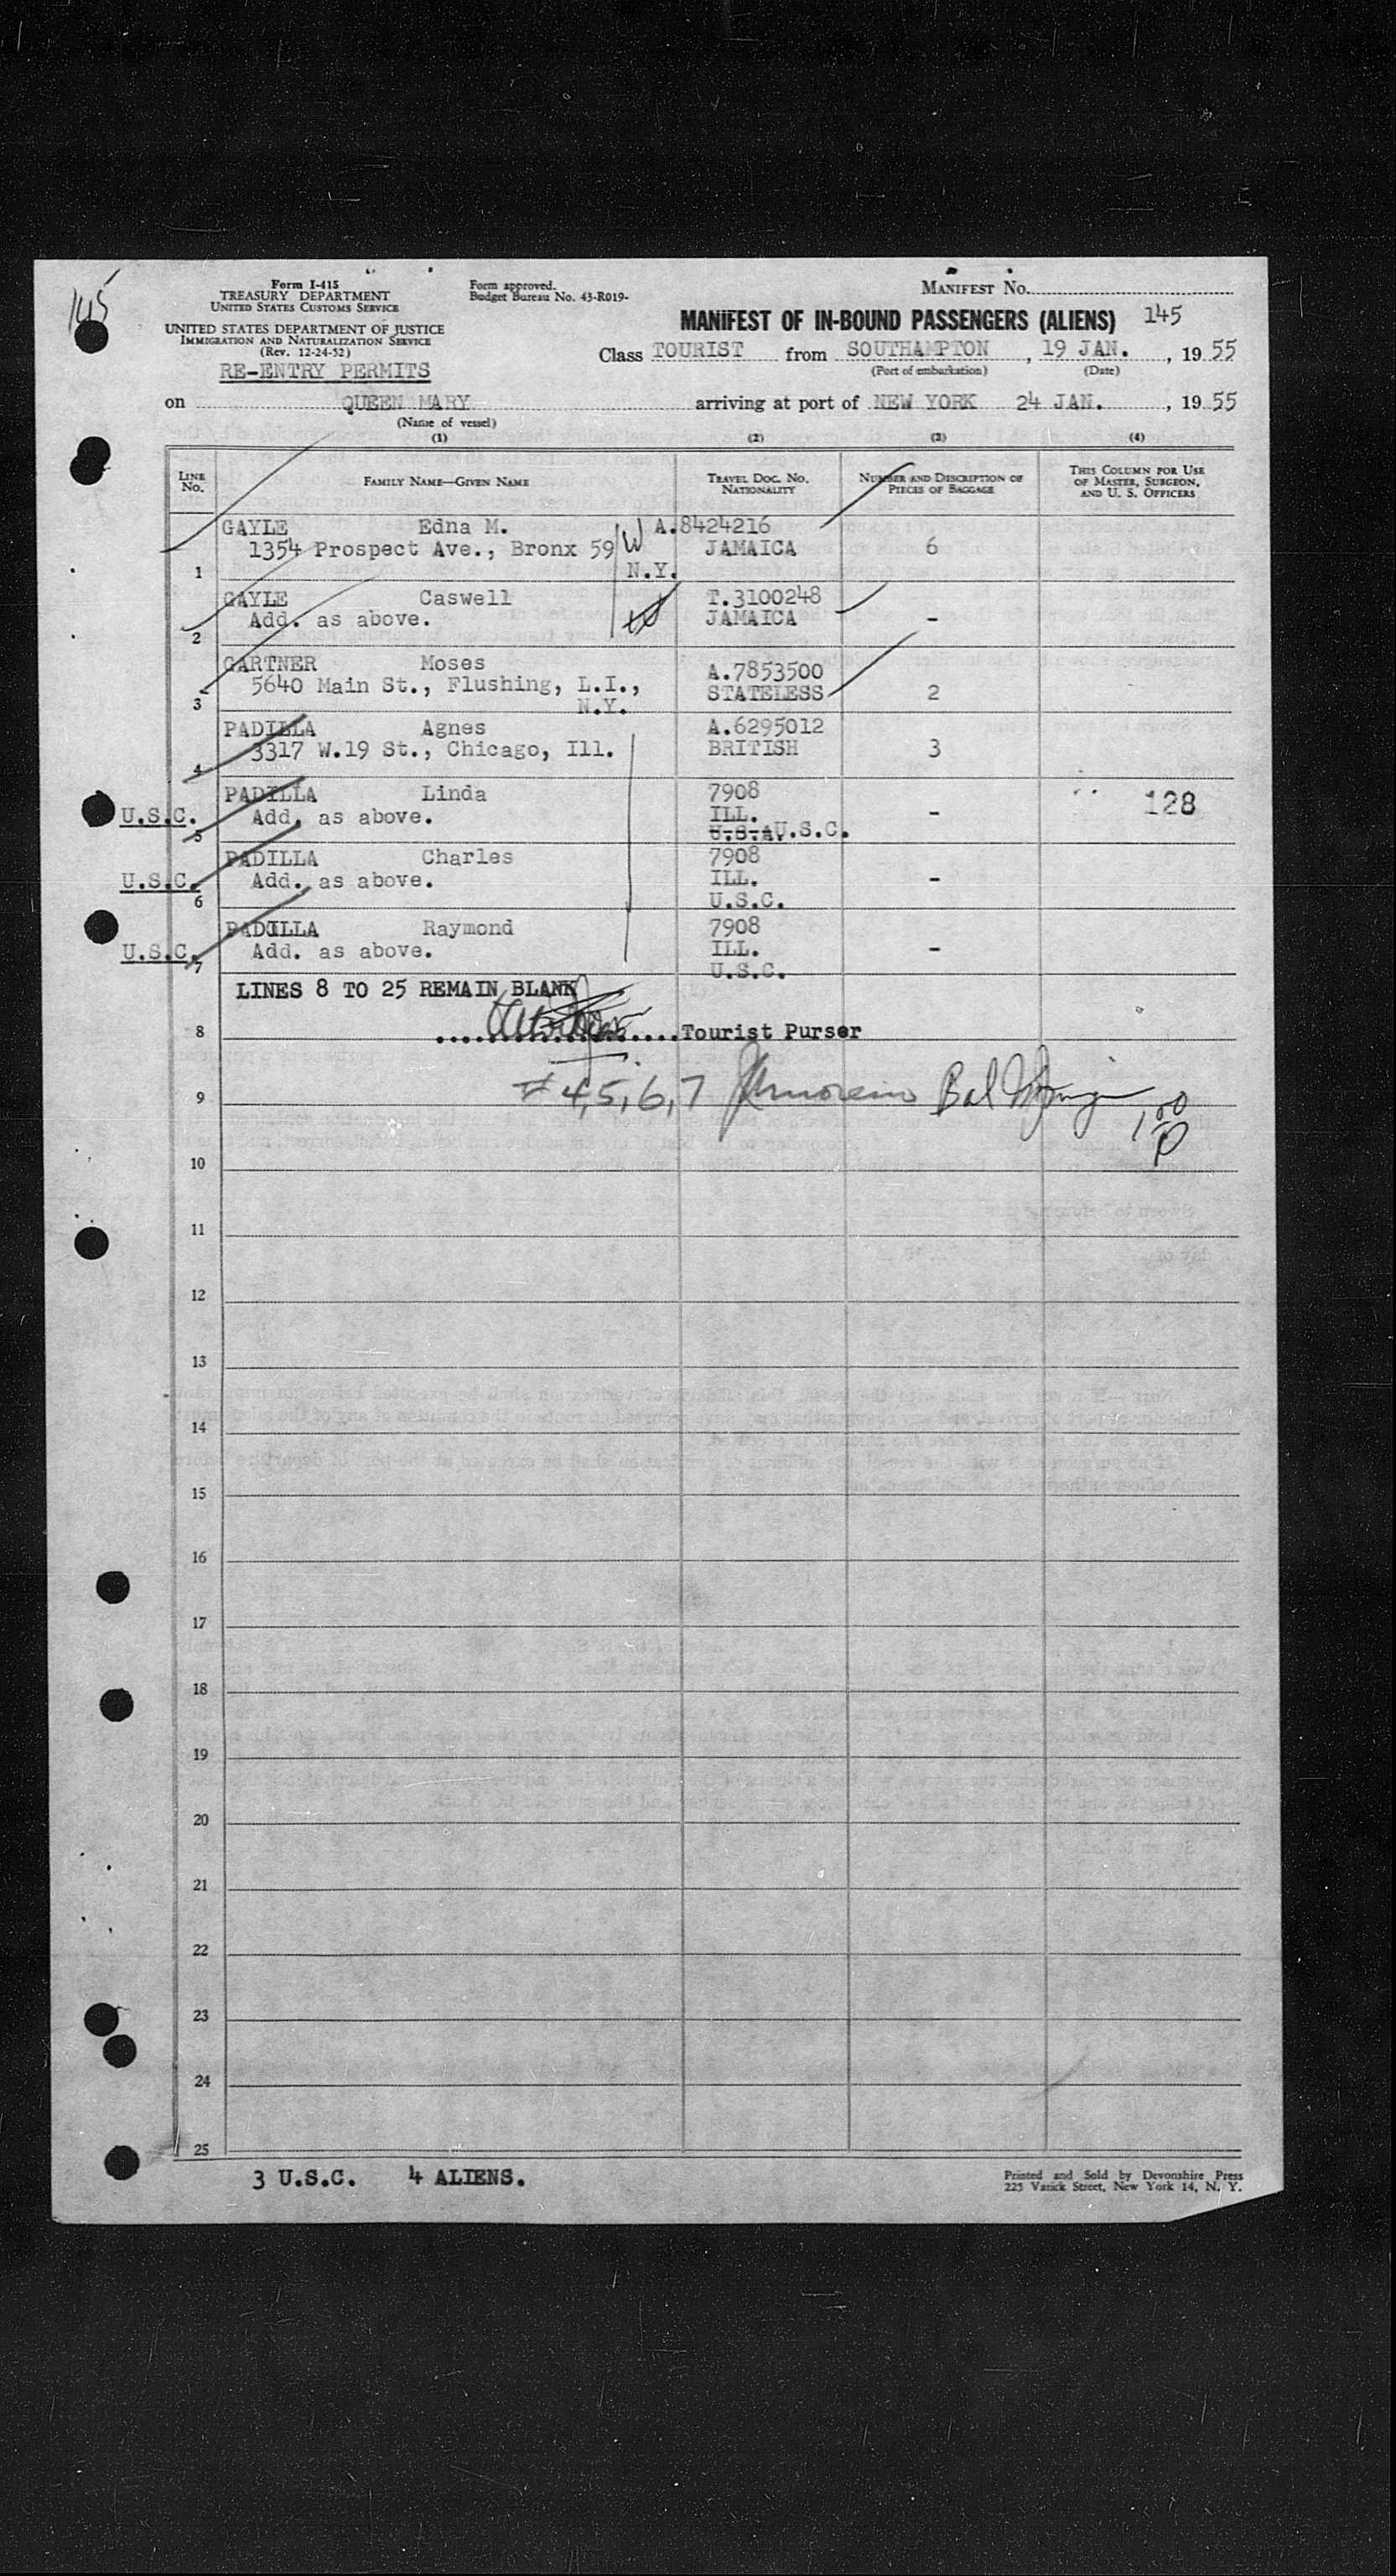 145
Form I-415
TREASURY DEPARTMENT
UNITED STATES CUSTOMS SERVICE
Form approved.
Budget Bureau No. 43-R019-
MANIFEST No.
UNITED STATES DEPARTMENT OF JUSTICE
IMMIGRATION AND NATURALIZATION SERVICE
(Rev. 12-24-52)
RE-ENTRY PERMITS
MANIFEST OF IN-BOUND PASSENGERS (ALIENS) 145
Class TOURIST from SOUTHAMPTON, 19 JAN., 1955
(Port of embarkation) (Date)
on QUEEN MARY arriving at port of NEW YORK 24 JAN., 1955
(Name of vessel)
(1) (2) (3) (4)
LINE No.
FAMILY NAME—GIVEN NAME
TRAVEL DOC. NO. NATIONALITY
NUMBER AND DESCRIPTION OF PIECES OF BAGGAGE
THIS COLUMN FOR USE OF MASTER, SURGEON, AND U. S. OFFICERS
GAYLE Edna M. W A.8424216
1354 Prospect Ave., Bronx 59 JAMAICA 6
1 N.Y.
GAYLE Caswell T.3100248
Add. as above. JAMAICA -
2
GARTNER Moses A.7853500
5640 Main St., Flushing, L.I., STATELESS 2
3 N.Y.
PADILLA Agnes A.6295012
3317 W.19 St., Chicago, Ill. BRITISH 3
4
PADILLA Linda 7908 128
U.S.C. Add. as above. ILL. -
5 U.S.A. U.S.C.
PADILLA Charles 7908
U.S.C. Add. as above. ILL. -
6 U.S.C.
PADILLA Raymond 7908
U.S.C. Add. as above. ILL. -
7 U.S.C.
LINES 8 TO 25 REMAIN BLANK
8 Tourist Purser
9 #4,5,6,7
10
11
12
13
14
15
16
17
18
19
20
21
22
23
24
25
3 U.S.C. 4 ALIENS.
Printed and Sold by Devonshire Press
225 Varick Street, New York 14, N. Y.